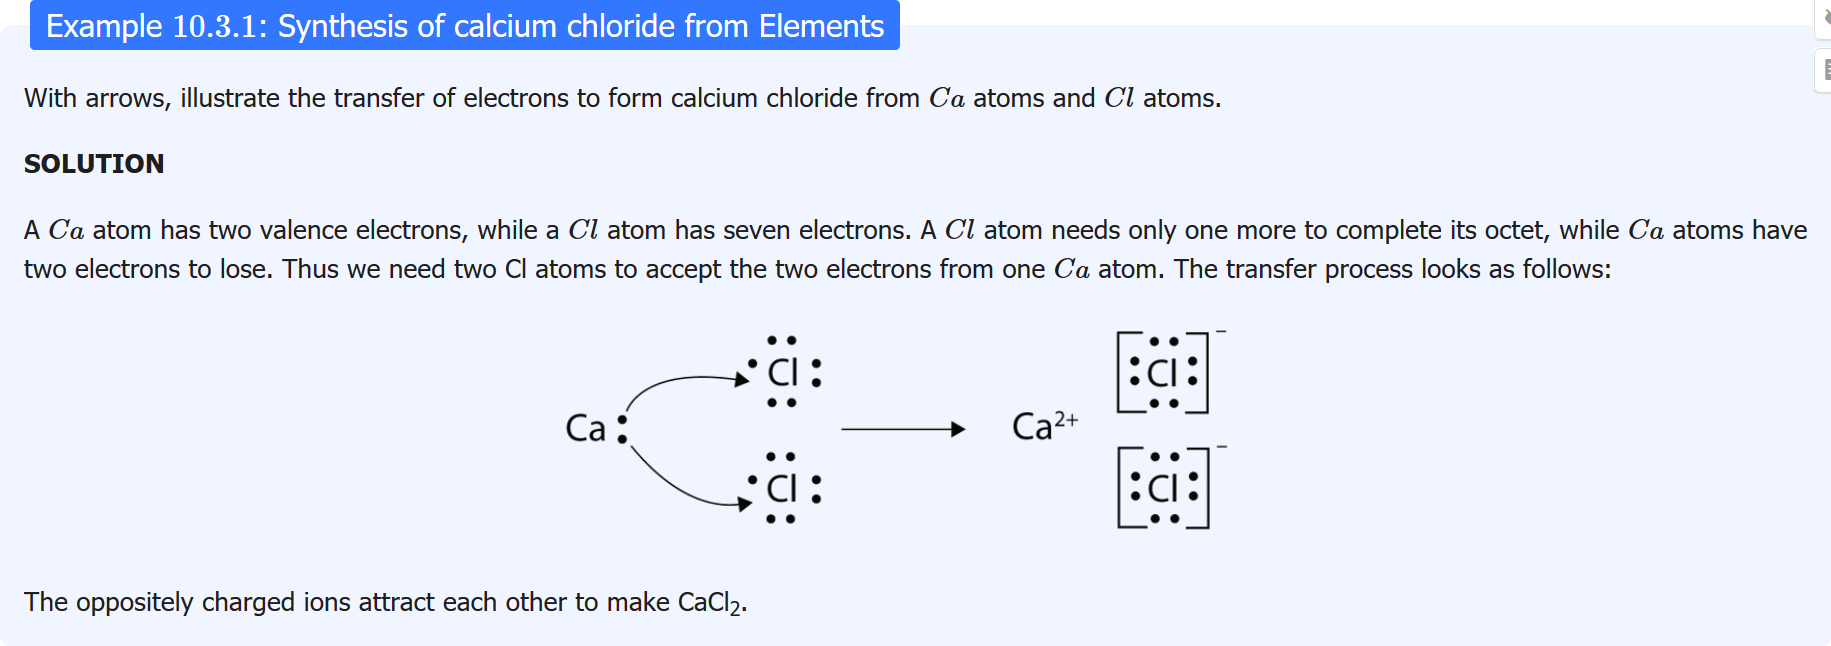 Example 10.3.1: Synthesis of calcium chloride from Elements
With arrows, illustrate the transfer of electrons to form calcium chloride from Ca atoms and Cl atoms.
SOLUTION
A Ca atom has two valence electrons, while a Cl atom has seven electrons. A Cl atom needs only one more to complete its octet, while Ca atoms have
two electrons to lose. Thus we need two Cl atoms to accept the two electrons from one Ca atom. The transfer process looks as follows:
Cl
[Cl]⁻
Ca
Ca²⁺
Cl
[Cl]⁻
The oppositely charged ions attract each other to make CaCl₂.